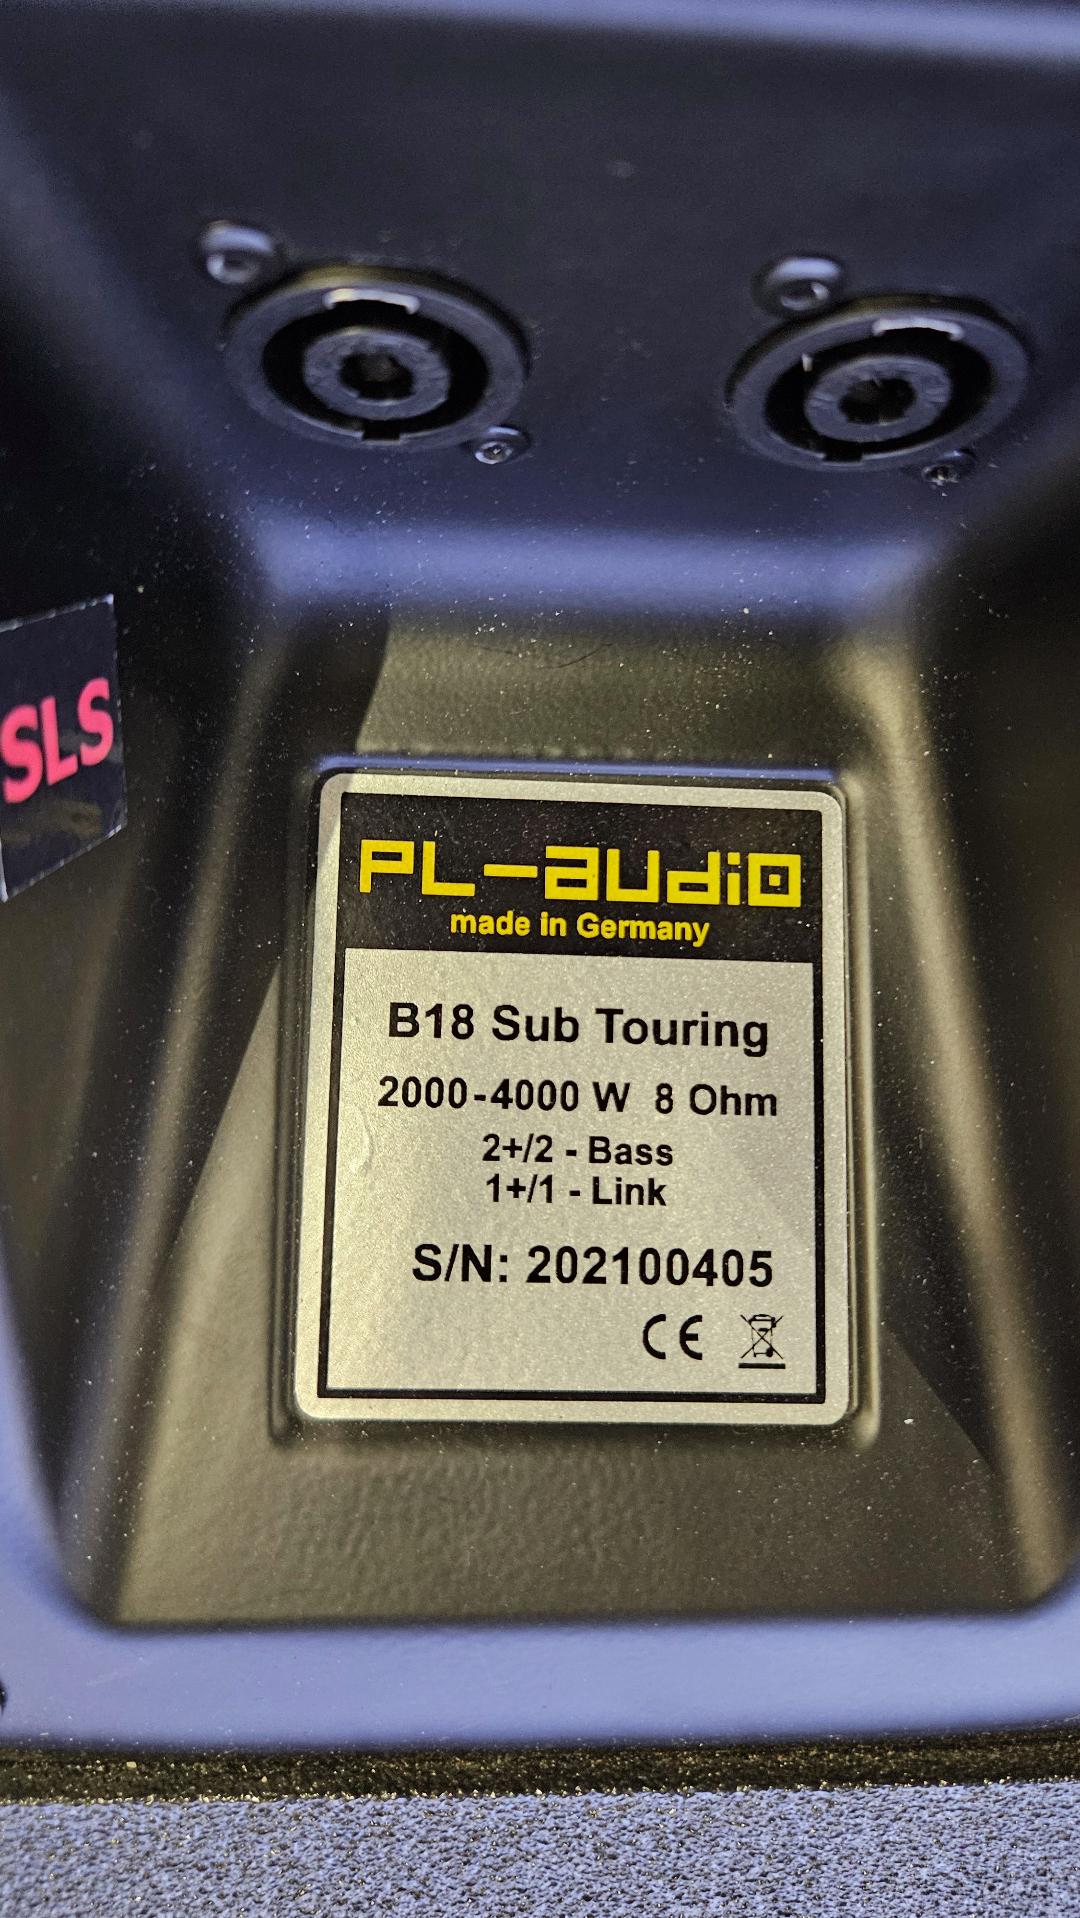 SLS
PL-audio
made in Germany
B18 Sub Touring
2000-4000 W 8 Ohm
2+/2 - Bass
1+/1 - Link
S/N: 202100405
CE